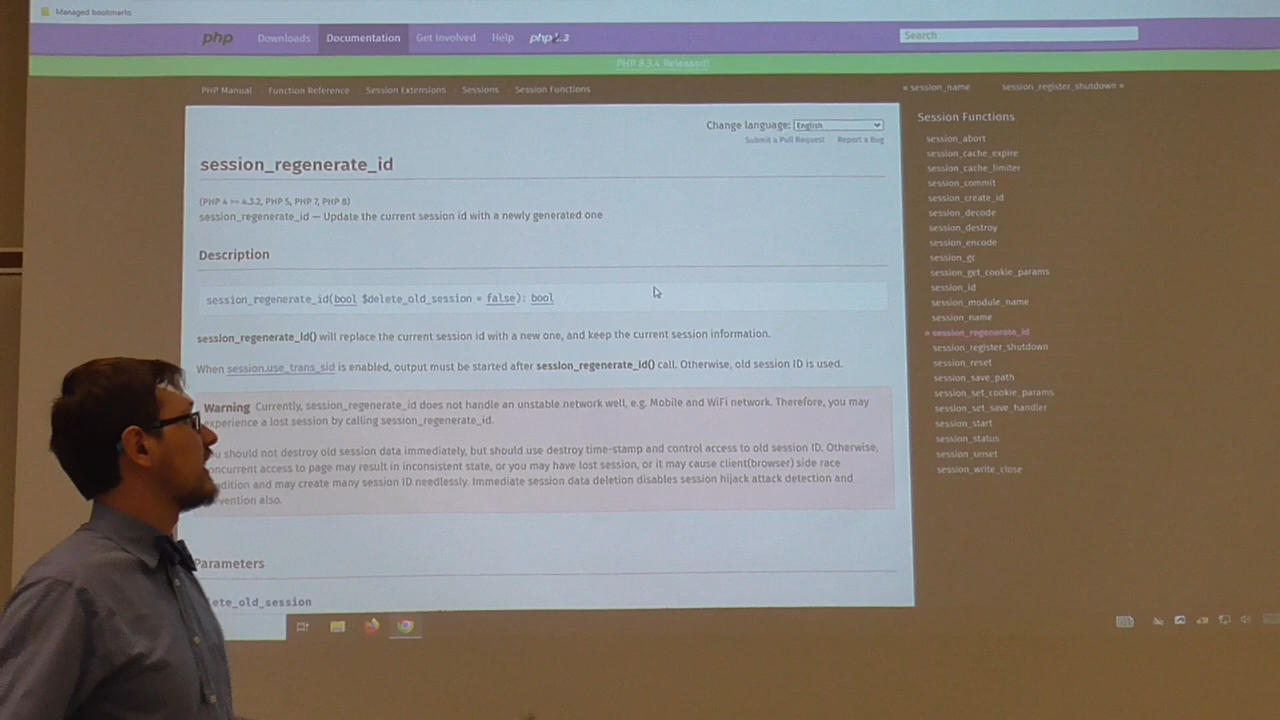 Managed bookmarks
php Downloads Documentation Get Involved Help php8.3 Search
PHP 8.3.4 Released!
PHP Manual Function Reference Session Extensions Sessions Session Functions
« session_name session_register_shutdown »
Change language: English
Submit a Pull Request Report a Bug
session_regenerate_id
(PHP 4 >= 4.3.2, PHP 5, PHP 7, PHP 8)
session_regenerate_id — Update the current session id with a newly generated one
Description
session_regenerate_id(bool $delete_old_session = false): bool
session_regenerate_id() will replace the current session id with a new one, and keep the current session information.
When session.use_trans_sid is enabled, output must be started after session_regenerate_id() call. Otherwise, old session ID is used.
Warning Currently, session_regenerate_id does not handle an unstable network well, e.g. Mobile and WiFi network. Therefore, you may
experience a lost session by calling session_regenerate_id.
should not destroy old session data immediately, but should use destroy time-stamp and control access to old session ID. Otherwise,
concurrent access to page may result in inconsistent state, or you may have lost session, or it may cause client(browser) side race
and may create many session ID needlessly. Immediate session data deletion disables session hijack attack detection and
also.
Parameters
lete_old_session
Session Functions
session_abort
session_cache_expire
session_cache_limiter
session_commit
session_create_id
session_decode
session_destroy
session_encode
session_gc
session_get_cookie_params
session_id
session_module_name
session_name
» session_regenerate_id
session_register_shutdown
session_reset
session_save_path
session_set_cookie_params
session_set_save_handler
session_start
session_status
session_unset
session_write_close